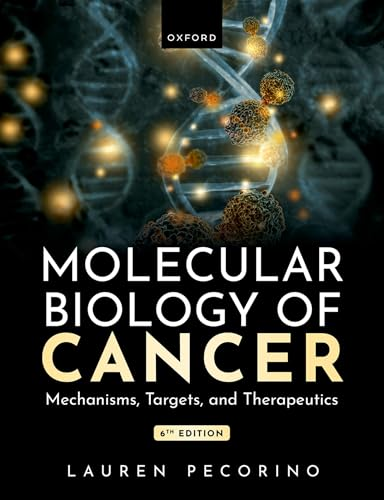 OXFORD
MOLECULAR
BIOLOGY OF
CANCER
Mechanisms, Targets, and Therapeutics
6TH EDITION
LAUREN PECORINO